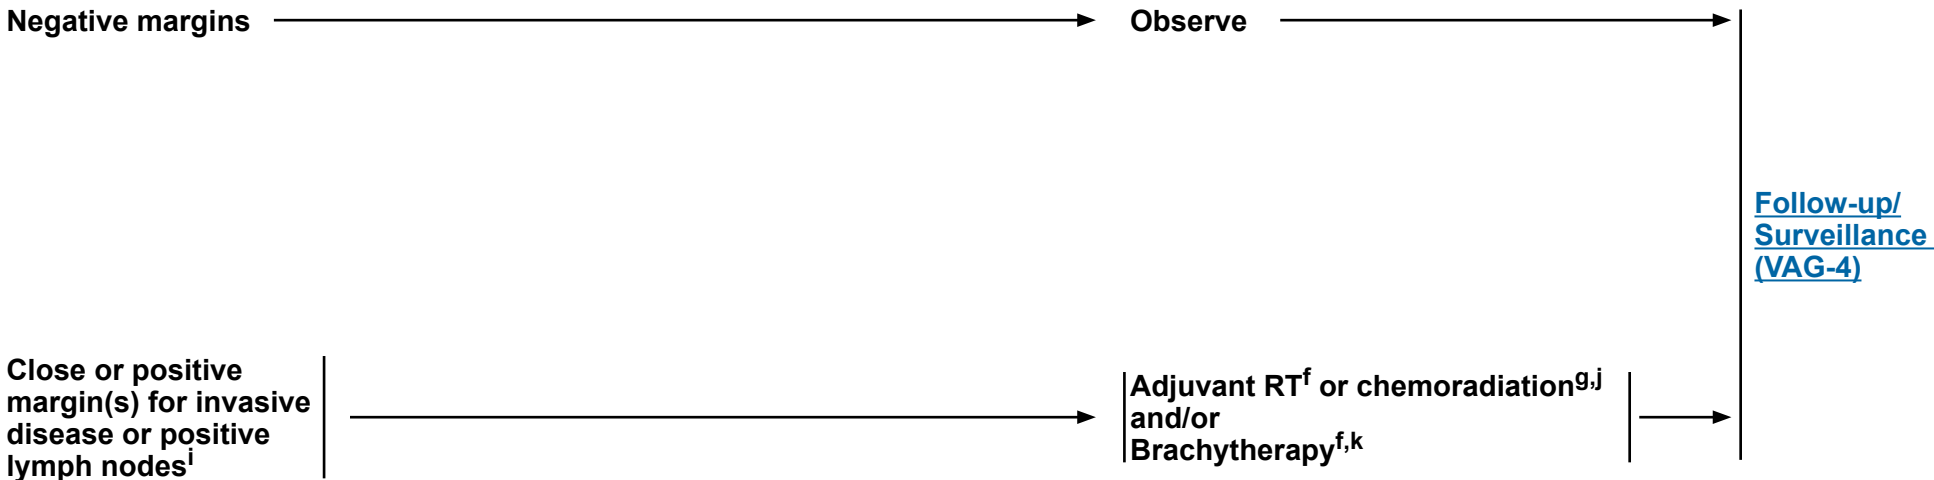 Negative margins
Observe
Follow-up/
Surveillance
(VAG-4)
Close or positive
margin(s) for invasive
disease or positive
lymph nodesⁱ
Adjuvant RTᶠ or chemoradiationᵍ,ʲ
and/or
Brachytherapyᶠ,ᵏ